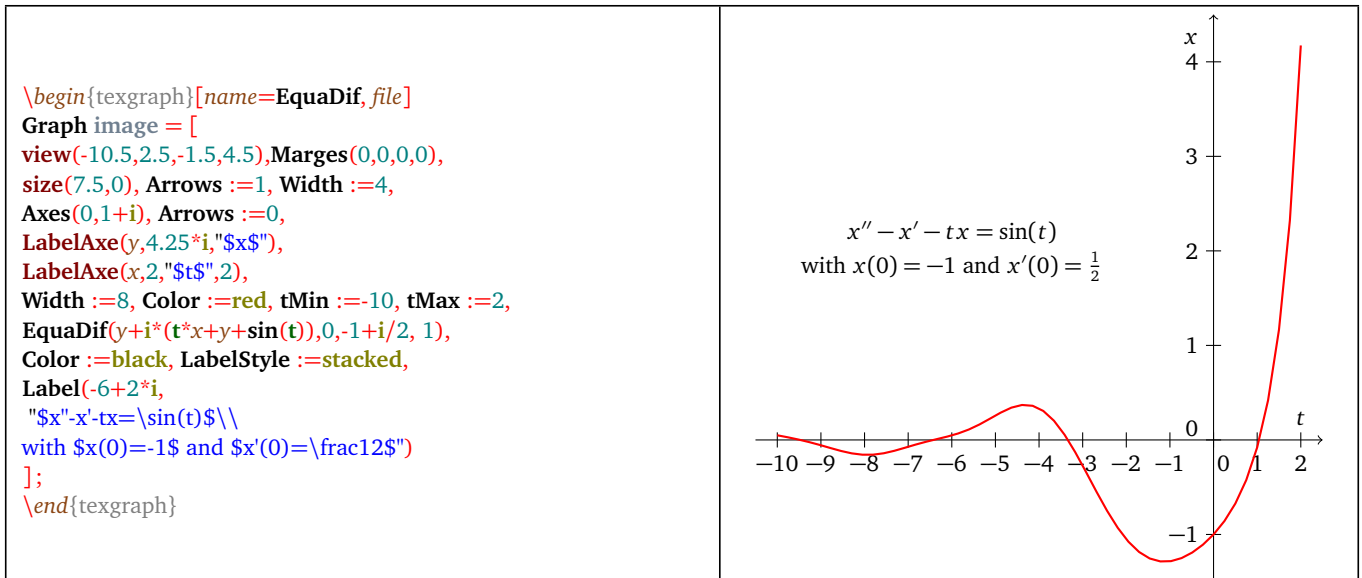 \begin{texgraph}[name=EquaDif, file]
Graph image = [
view(-10.5,2.5,-1.5,4.5),Marges(0,0,0,0),
size(7.5,0), Arrows :=1, Width :=4,
Axes(0,1+i), Arrows :=0,
LabelAxe(y,4.25*i,"$x$"),
LabelAxe(x,2,"$t$",2),
Width :=8, Color :=red, tMin :=-10, tMax :=2,
EquaDif(y+i*(t*x+y+sin(t)),0,-1+i/2, 1),
Color :=black, LabelStyle :=stacked,
Label(-6+2*i,
"$x"-x'-tx=\sin(t)$\\
with $x(0)=-1$ and $x'(0)=\frac12$")
];
\end{texgraph}
x
4
3
x′′ − x′ − tx = sin(t)
with x(0) = −1 and x′(0) = 1/2
2
1
0
t
−10 −9 −8 −7 −6 −5 −4 −3 −2 −1 0 1 2
−1